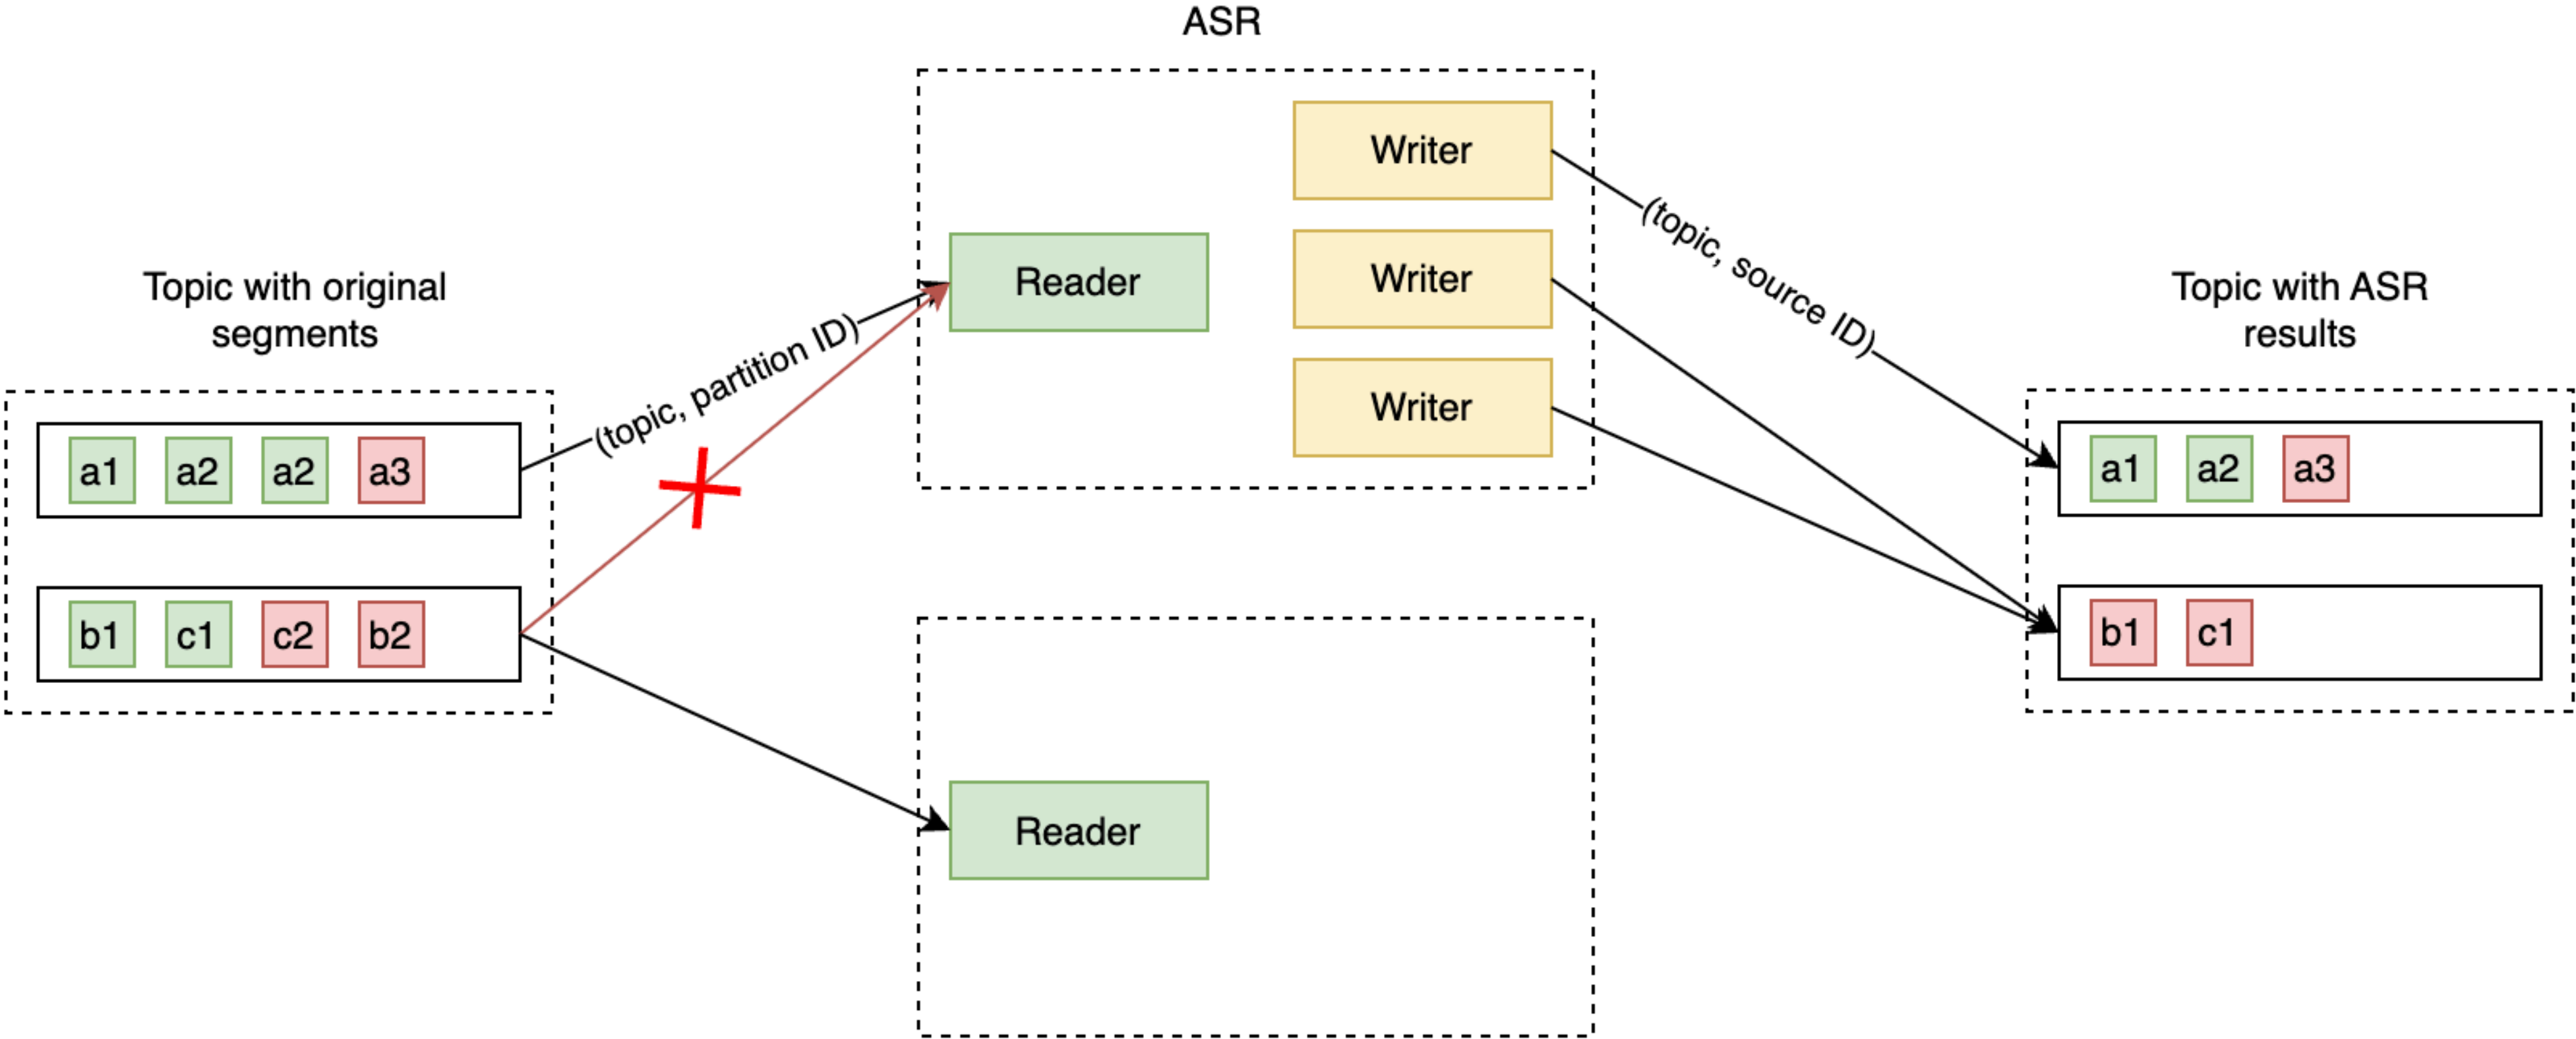 ASR
Topic with original
segments
a1 a2 a2 a3
b1 c1 c2 b2
(topic, partition ID)
Reader
Writer
Writer
Writer
Reader
(topic, source ID)
Topic with ASR
results
a1 a2 a3
b1 c1